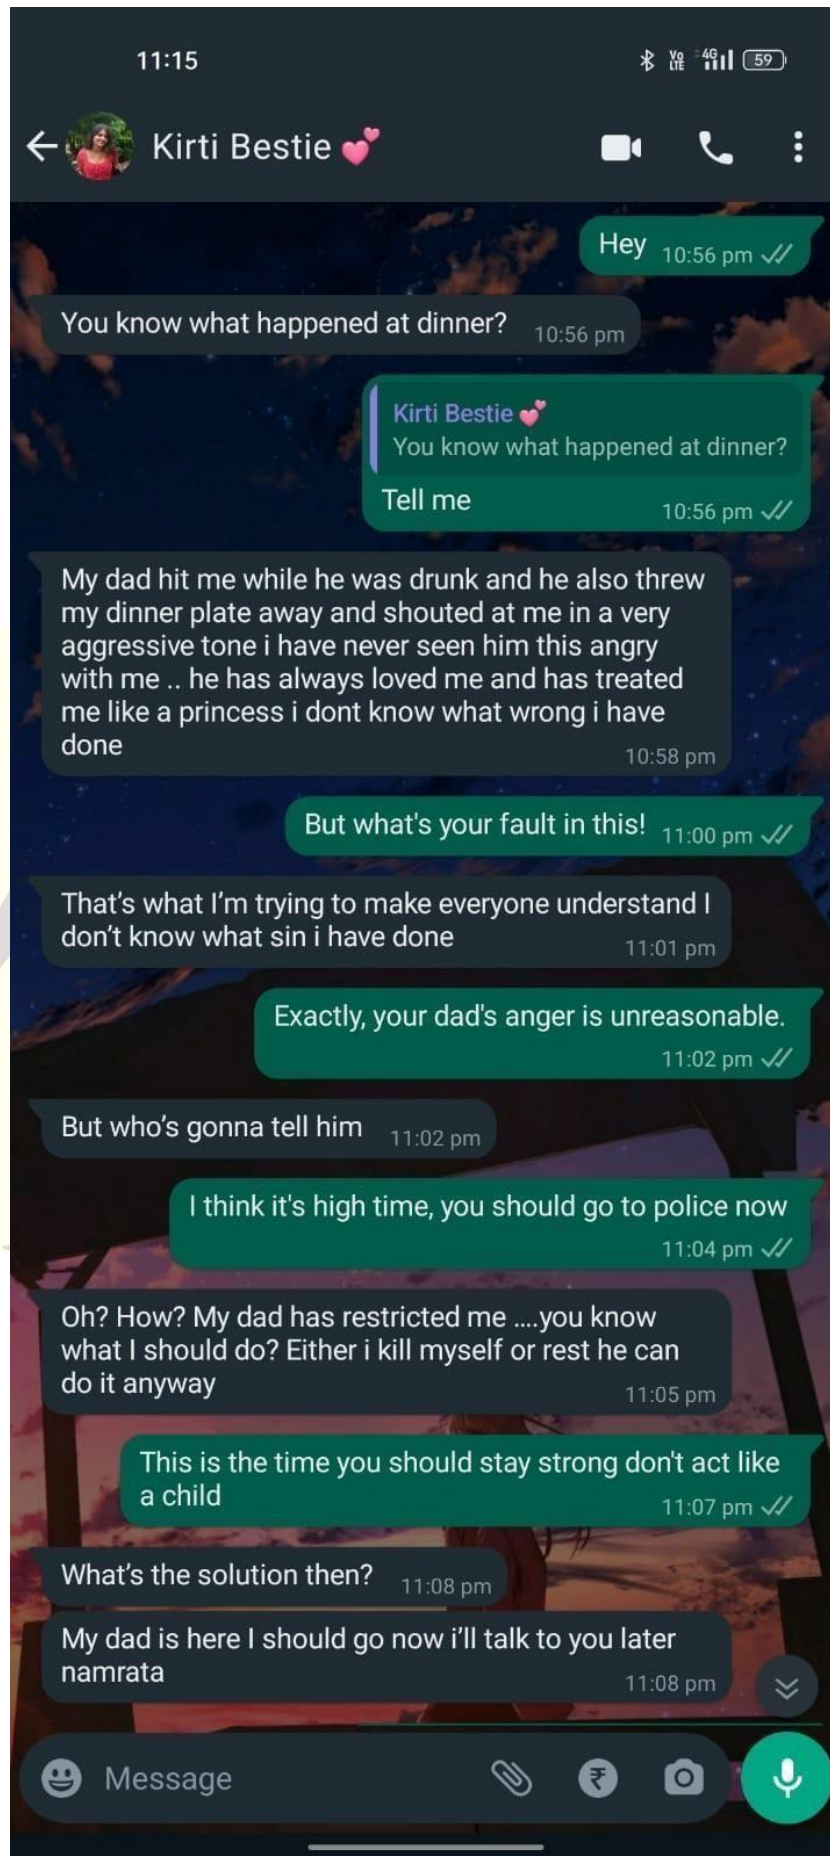 11:15
Vo LTE 4G 59
Kirti Bestie 💕
Hey 10:56 pm
You know what happened at dinner? 10:56 pm
Kirti Bestie 💕
You know what happened at dinner?
Tell me 10:56 pm
My dad hit me while he was drunk and he also threw
my dinner plate away and shouted at me in a very
aggressive tone i have never seen him this angry
with me .. he has always loved me and has treated
me like a princess i dont know what wrong i have
done 10:58 pm
But what's your fault in this! 11:00 pm
That's what I'm trying to make everyone understand I
don't know what sin i have done 11:01 pm
Exactly, your dad's anger is unreasonable.
11:02 pm
But who's gonna tell him 11:02 pm
I think it's high time, you should go to police now
11:04 pm
Oh? How? My dad has restricted me ....you know
what I should do? Either i kill myself or rest he can
do it anyway 11:05 pm
This is the time you should stay strong don't act like
a child 11:07 pm
What's the solution then? 11:08 pm
My dad is here I should go now i'll talk to you later
namrata 11:08 pm
Message ₹